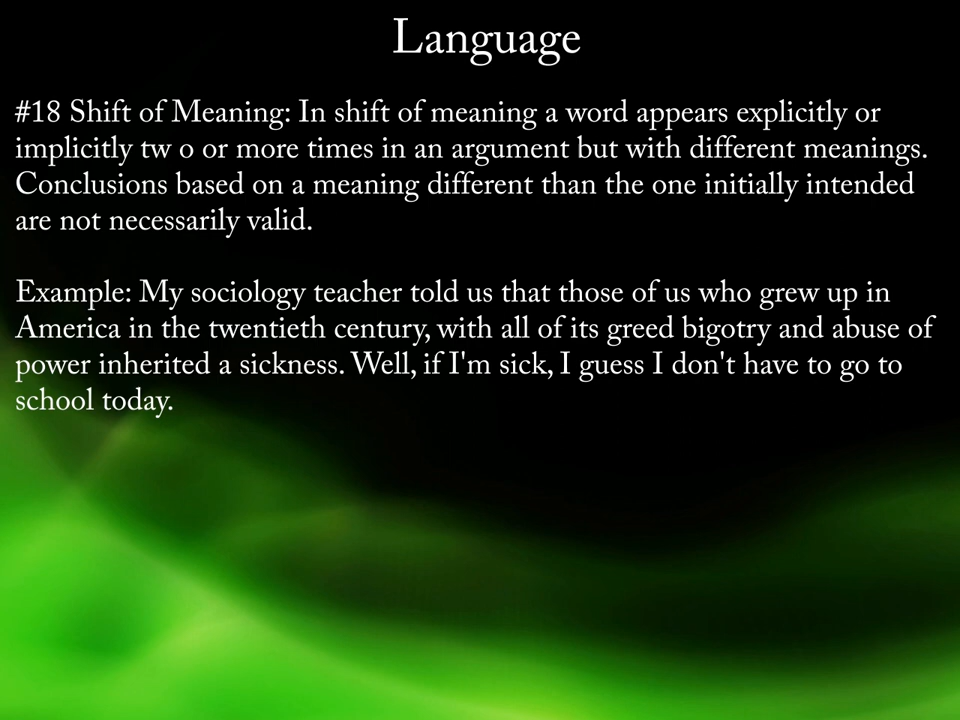 Language
#18 Shift of Meaning: In shift of meaning a word appears explicitly or
implicitly tw o or more times in an argument but with different meanings.
Conclusions based on a meaning different than the one initially intended
are not necessarily valid.
Example: My sociology teacher told us that those of us who grew up in
America in the twentieth century, with all of its greed bigotry and abuse of
power inherited a sickness. Well, if I'm sick, I guess I don't have to go to
school today.